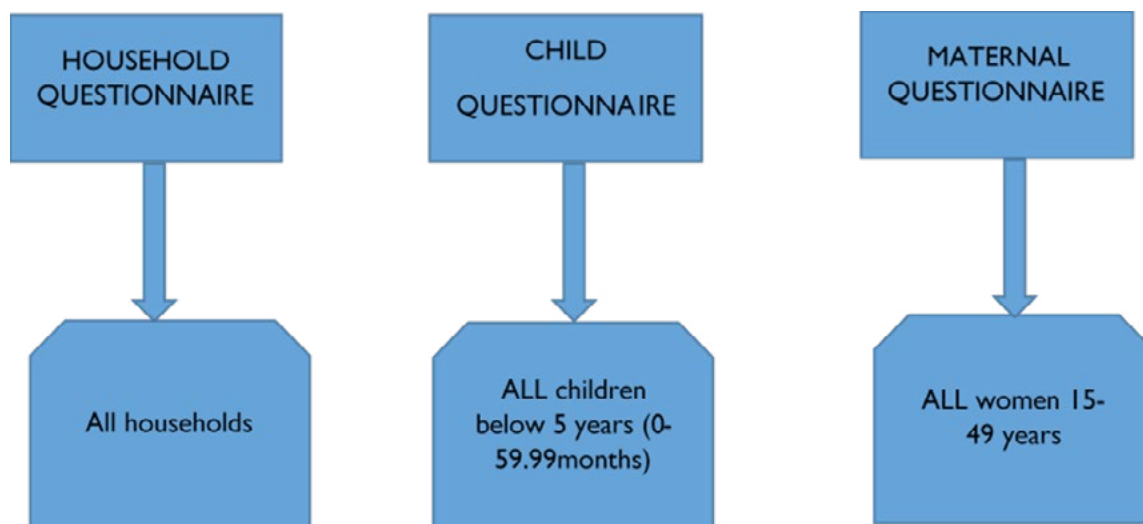 HOUSEHOLD
QUESTIONNAIRE
CHILD
QUESTIONNAIRE
MATERNAL
QUESTIONNAIRE
All households
ALL children
below 5 years (0-
59.99months)
ALL women 15-
49 years